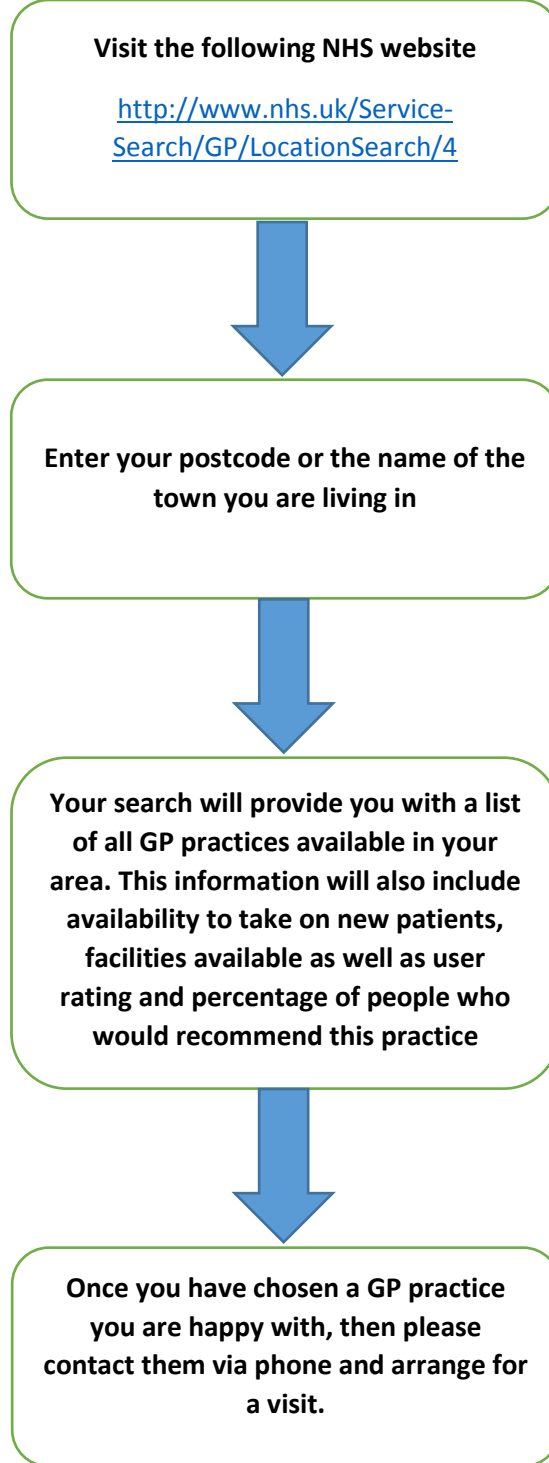 Visit the following NHS website
http://www.nhs.uk/Service-
Search/GP/LocationSearch/4
Enter your postcode or the name of the
town you are living in
Your search will provide you with a list
of all GP practices available in your
area. This information will also include
availability to take on new patients,
facilities available as well as user
rating and percentage of people who
would recommend this practice
Once you have chosen a GP practice
you are happy with, then please
contact them via phone and arrange for
a visit.